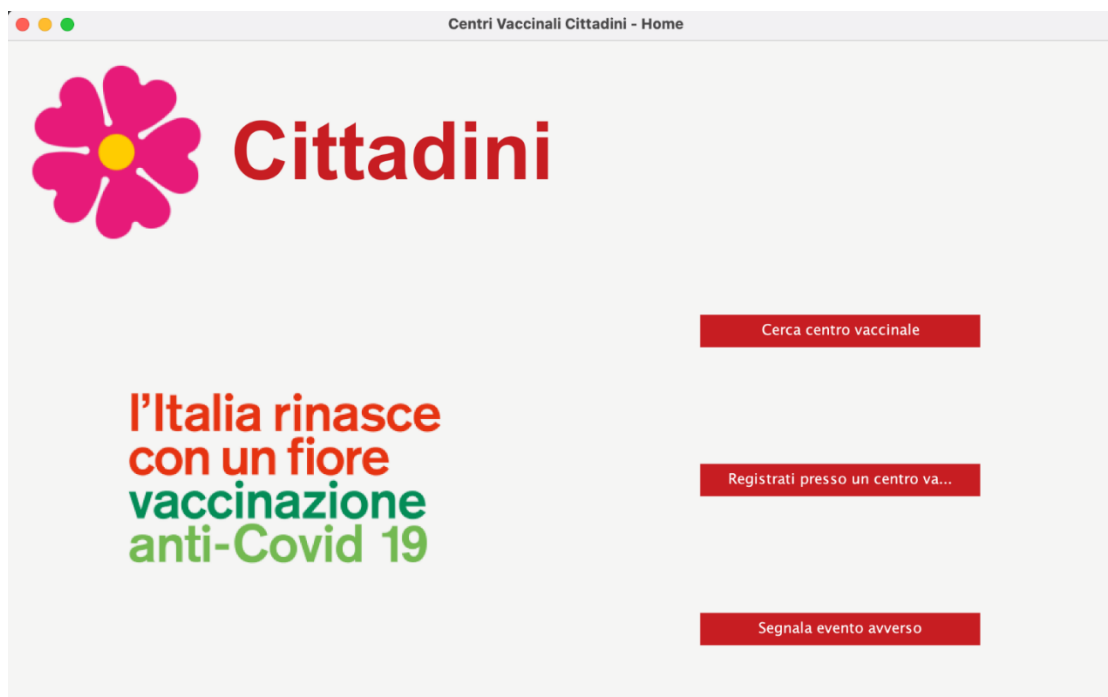 Centri Vaccinali Cittadini - Home
Cittadini
Cerca centro vaccinale
l’Italia rinasce
con un fiore
vaccinazione
anti-Covid 19
Registrati presso un centro va...
Segnala evento avverso